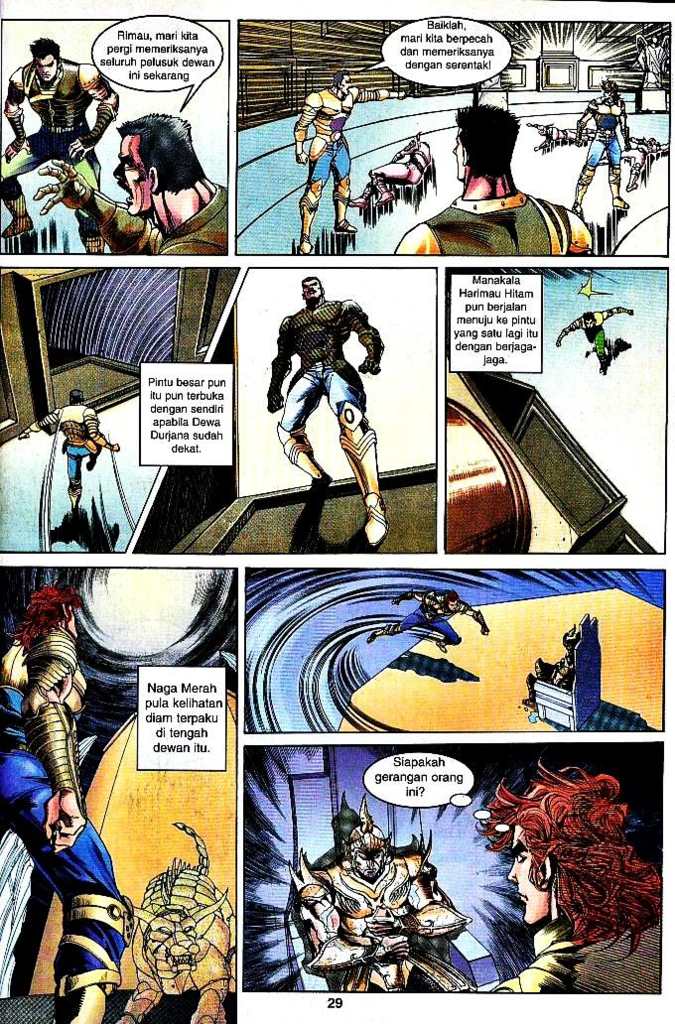 Rimau, mari kita
pergi memeriksanya
seluruh pelusuk dewan
ini sekarang
Baiklah,
mari kita berpecah
dan memeriksanya
dengan serentak!
Pintu besar pun
itu pun terbuka
dengan sendiri
apabila Dewa
Durjana sudah
dekat.
Manakala
Harimau Hitam
pun berjalan
menuju ke pintu
yang satu lagi itu
dengan berjaga-
jaga.
Naga Merah
pula kelihatan
diam terpaku
di tengah
dewan itu.
Siapakah
gerangan orang
ini?
29